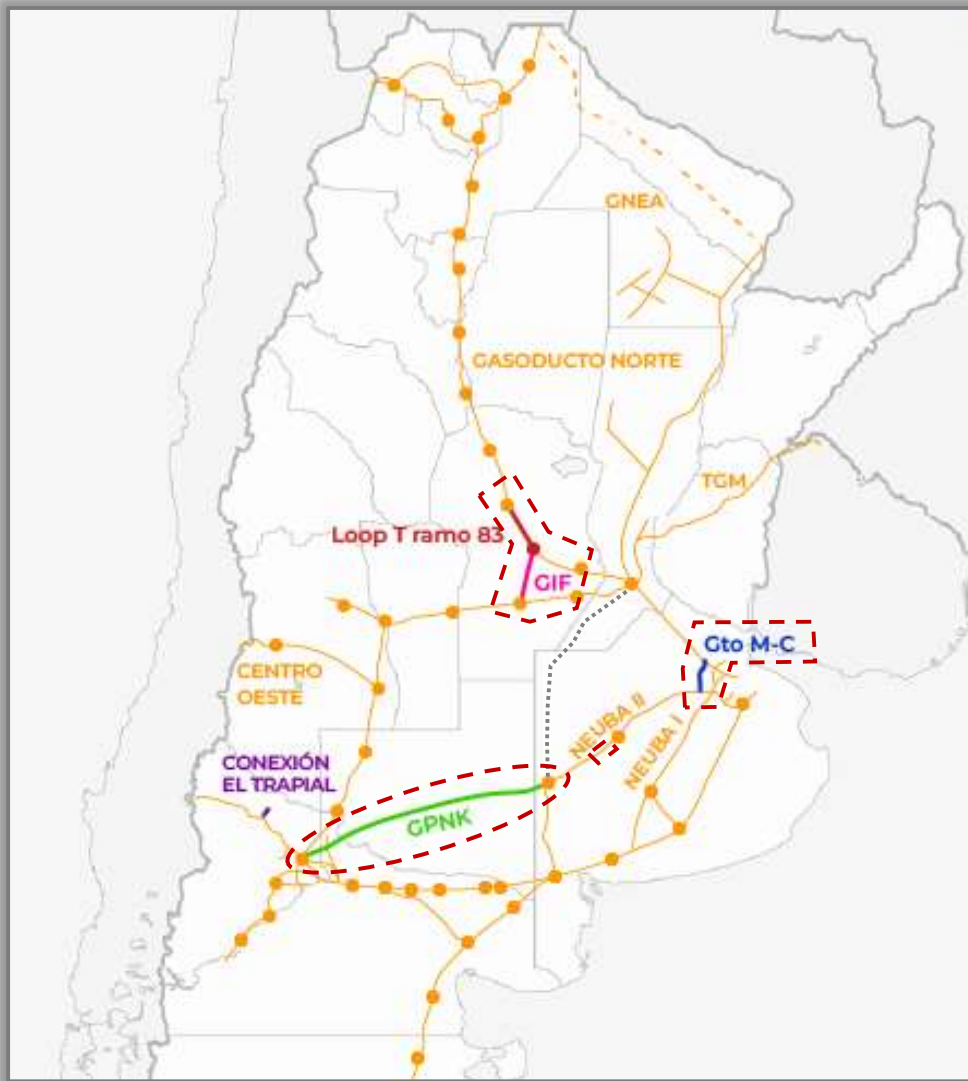 GNEA
GASODUCTO NORTE
TGM
Loop T ramo 83
GIF
Gto M-C
CENTRO
OESTE
NEUBA II
NEUBA I
CONEXIÓN
EL TRAPIAL
GPNK